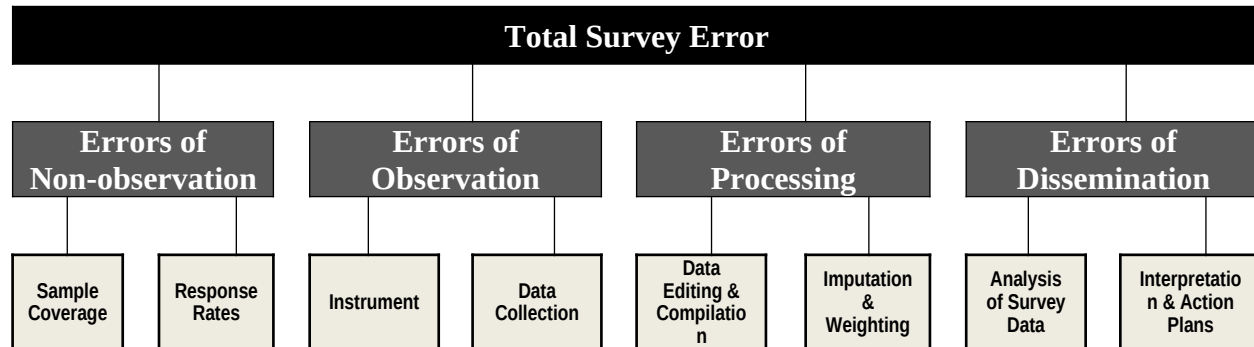 Total Survey Error
Errors of
Non-observation
Errors of
Observation
Errors of
Processing
Errors of
Dissemination
Sample
Coverage
Response
Rates
Instrument
Data
Collection
Data
Editing &
Compilatio
n
Imputation
&
Weighting
Analysis
of Survey
Data
Interpretatio
n & Action
Plans